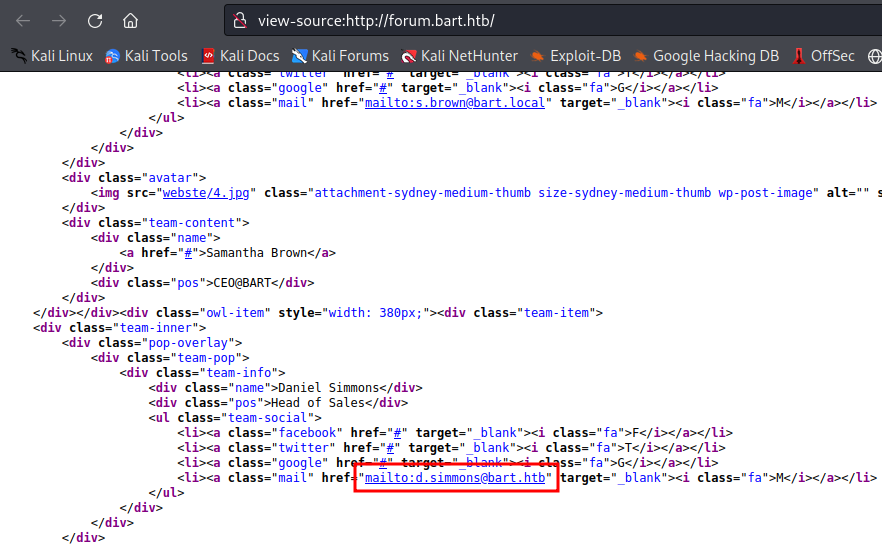 view-source:http://forum.bart.htb/
Kali Linux Kali Tools Kali Docs Kali Forums Kali NetHunter Exploit-DB Google Hacking DB OffSec
<li><a class="twitter" href="#" target="_blank"><i class="fa">T</i></a></li>
<li><a class="google" href="#" target="_blank"><i class="fa">G</i></a></li>
<li><a class="mail" href="mailto:s.brown@bart.local" target="_blank"><i class="fa">M</i></a></li>
</ul>
</div>
</div>
</div>
<div class="avatar">
<img src="webste/4.jpg" class="attachment-sydney-medium-thumb size-sydney-medium-thumb wp-post-image" alt="" s
</div>
<div class="team-content">
<div class="name">
<a href="#">Samantha Brown</a>
</div>
<div class="pos">CEO@BART</div>
</div>
</div></div><div class="owl-item" style="width: 380px;"><div class="team-item">
<div class="team-inner">
<div class="pop-overlay">
<div class="team-pop">
<div class="team-info">
<div class="name">Daniel Simmons</div>
<div class="pos">Head of Sales</div>
<ul class="team-social">
<li><a class="facebook" href="#" target="_blank"><i class="fa">F</i></a></li>
<li><a class="twitter" href="#" target="_blank"><i class="fa">T</i></a></li>
<li><a class="google" href="#" target="_blank"><i class="fa">G</i></a></li>
<li><a class="mail" href="mailto:d.simmons@bart.htb" target="_blank"><i class="fa">M</i></a></li>
</ul>
</div>
</div>
</div>